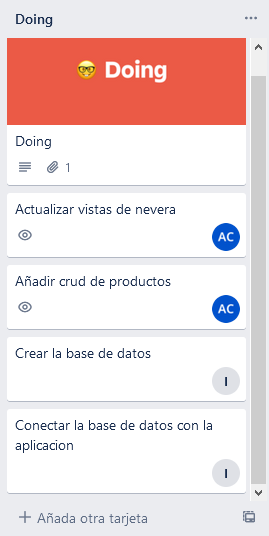 Doing
🤓 Doing
Doing
1
Actualizar vistas de nevera
AC
Añadir crud de productos
AC
Crear la base de datos
I
Conectar la base de datos con la
aplicacion
I
+ Añada otra tarjeta